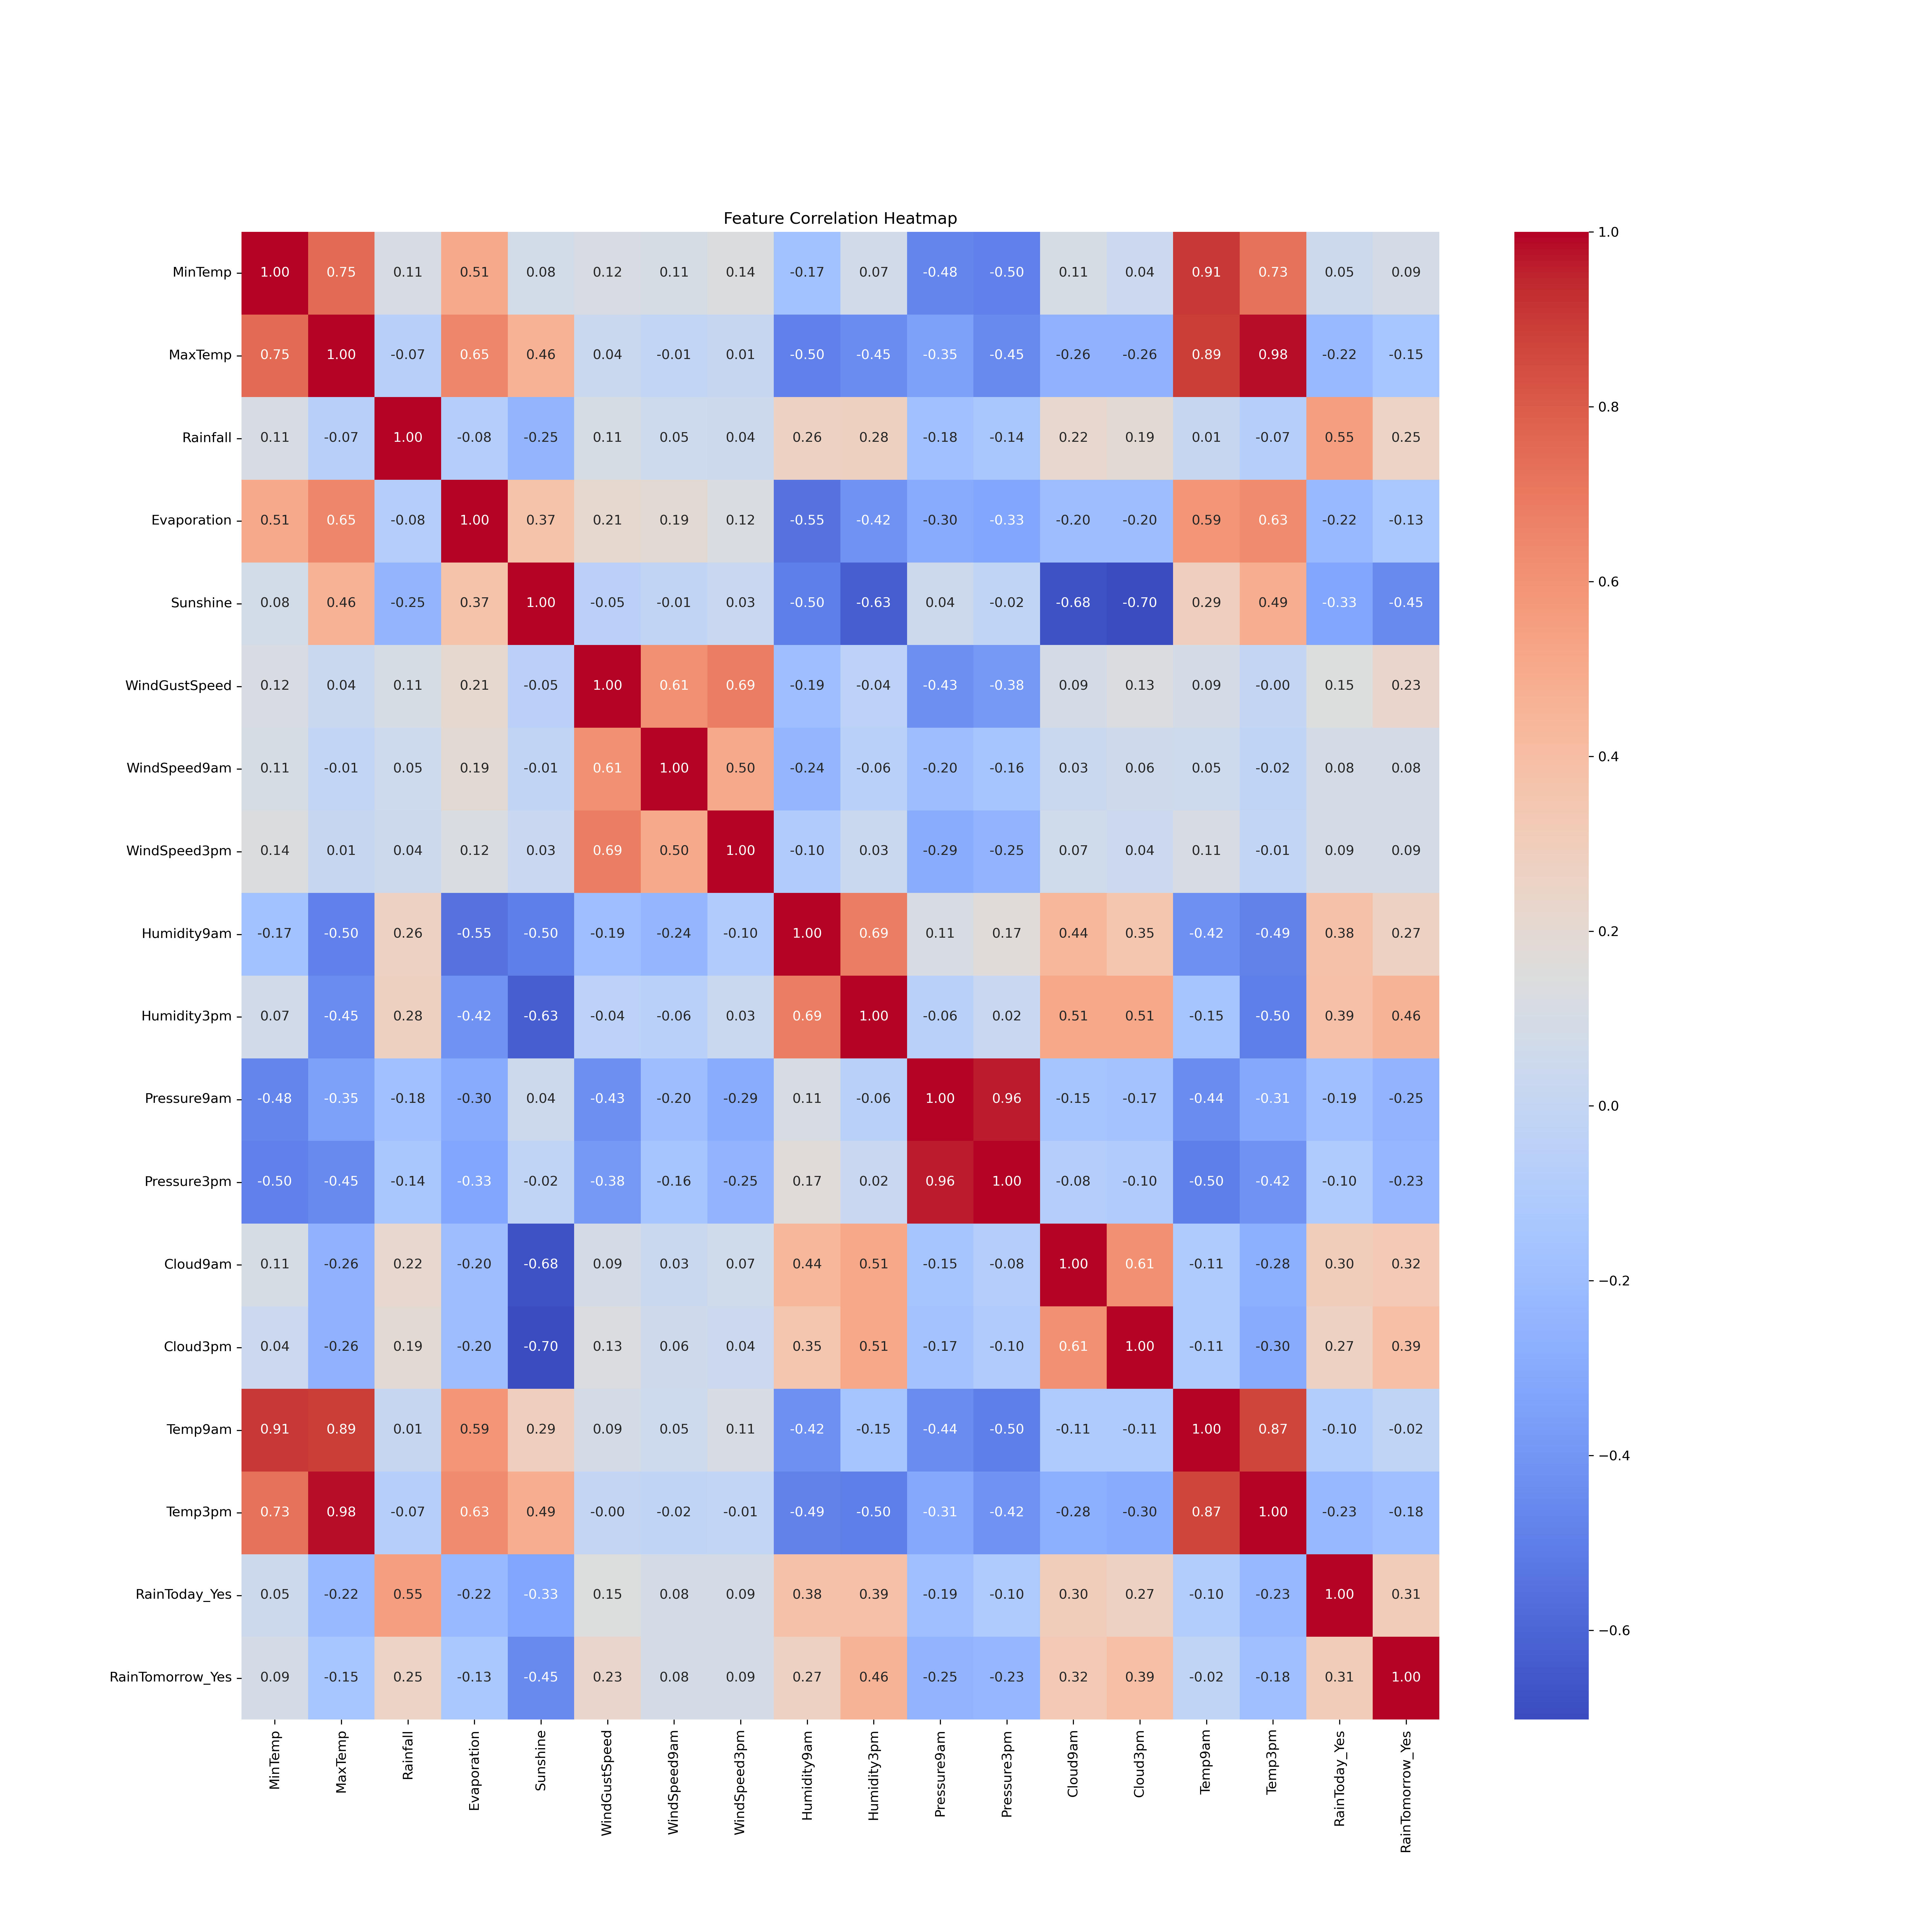 Feature Correlation Heatmap
MinTemp 1.00 0.75 0.11 0.51 0.08 0.12 0.11 0.14 -0.17 0.07 -0.48 -0.50 0.11 0.04 0.91 0.73 0.05 0.09
MaxTemp 0.75 1.00 -0.07 0.65 0.46 0.04 -0.01 0.01 -0.50 -0.45 -0.35 -0.45 -0.26 -0.26 0.89 0.98 -0.22 -0.15
Rainfall 0.11 -0.07 1.00 -0.08 -0.25 0.11 0.05 0.04 0.26 0.28 -0.18 -0.14 0.22 0.19 0.01 -0.07 0.55 0.25
Evaporation 0.51 0.65 -0.08 1.00 0.37 0.21 0.19 0.12 -0.55 -0.42 -0.30 -0.33 -0.20 -0.20 0.59 0.63 -0.22 -0.13
Sunshine 0.08 0.46 -0.25 0.37 1.00 -0.05 -0.01 0.03 -0.50 -0.63 0.04 -0.02 -0.68 -0.70 0.29 0.49 -0.33 -0.45
WindGustSpeed 0.12 0.04 0.11 0.21 -0.05 1.00 0.61 0.69 -0.19 -0.04 -0.43 -0.38 0.09 0.13 0.09 -0.00 0.15 0.23
WindSpeed9am 0.11 -0.01 0.05 0.19 -0.01 0.61 1.00 0.50 -0.24 -0.06 -0.20 -0.16 0.03 0.06 0.05 -0.02 0.08 0.08
WindSpeed3pm 0.14 0.01 0.04 0.12 0.03 0.69 0.50 1.00 -0.10 0.03 -0.29 -0.25 0.07 0.04 0.11 -0.01 0.09 0.09
Humidity9am -0.17 -0.50 0.26 -0.55 -0.50 -0.19 -0.24 -0.10 1.00 0.69 0.11 0.17 0.44 0.35 -0.42 -0.49 0.38 0.27
Humidity3pm 0.07 -0.45 0.28 -0.42 -0.63 -0.04 -0.06 0.03 0.69 1.00 -0.06 0.02 0.51 0.51 -0.15 -0.50 0.39 0.46
Pressure9am -0.48 -0.35 -0.18 -0.30 0.04 -0.43 -0.20 -0.29 0.11 -0.06 1.00 0.96 -0.15 -0.17 -0.44 -0.31 -0.19 -0.25
Pressure3pm -0.50 -0.45 -0.14 -0.33 -0.02 -0.38 -0.16 -0.25 0.17 0.02 0.96 1.00 -0.08 -0.10 -0.50 -0.42 -0.10 -0.23
Cloud9am 0.11 -0.26 0.22 -0.20 -0.68 0.09 0.03 0.07 0.44 0.51 -0.15 -0.08 1.00 0.61 -0.11 -0.28 0.30 0.32
Cloud3pm 0.04 -0.26 0.19 -0.20 -0.70 0.13 0.06 0.04 0.35 0.51 -0.17 -0.10 0.61 1.00 -0.11 -0.30 0.27 0.39
Temp9am 0.91 0.89 0.01 0.59 0.29 0.09 0.05 0.11 -0.42 -0.15 -0.44 -0.50 -0.11 -0.11 1.00 0.87 -0.10 -0.02
Temp3pm 0.73 0.98 -0.07 0.63 0.49 -0.00 -0.02 -0.01 -0.49 -0.50 -0.31 -0.42 -0.28 -0.30 0.87 1.00 -0.23 -0.18
RainToday_Yes 0.05 -0.22 0.55 -0.22 -0.33 0.15 0.08 0.09 0.38 0.39 -0.19 -0.10 0.30 0.27 -0.10 -0.23 1.00 0.31
RainTomorrow_Yes 0.09 -0.15 0.25 -0.13 -0.45 0.23 0.08 0.09 0.27 0.46 -0.25 -0.23 0.32 0.39 -0.02 -0.18 0.31 1.00
MinTemp
MaxTemp
Rainfall
Evaporation
Sunshine
WindGustSpeed
WindSpeed9am
WindSpeed3pm
Humidity9am
Humidity3pm
Pressure9am
Pressure3pm
Cloud9am
Cloud3pm
Temp9am
Temp3pm
RainToday_Yes
RainTomorrow_Yes
1.0
0.8
0.6
0.4
0.2
0.0
−0.2
−0.4
−0.6